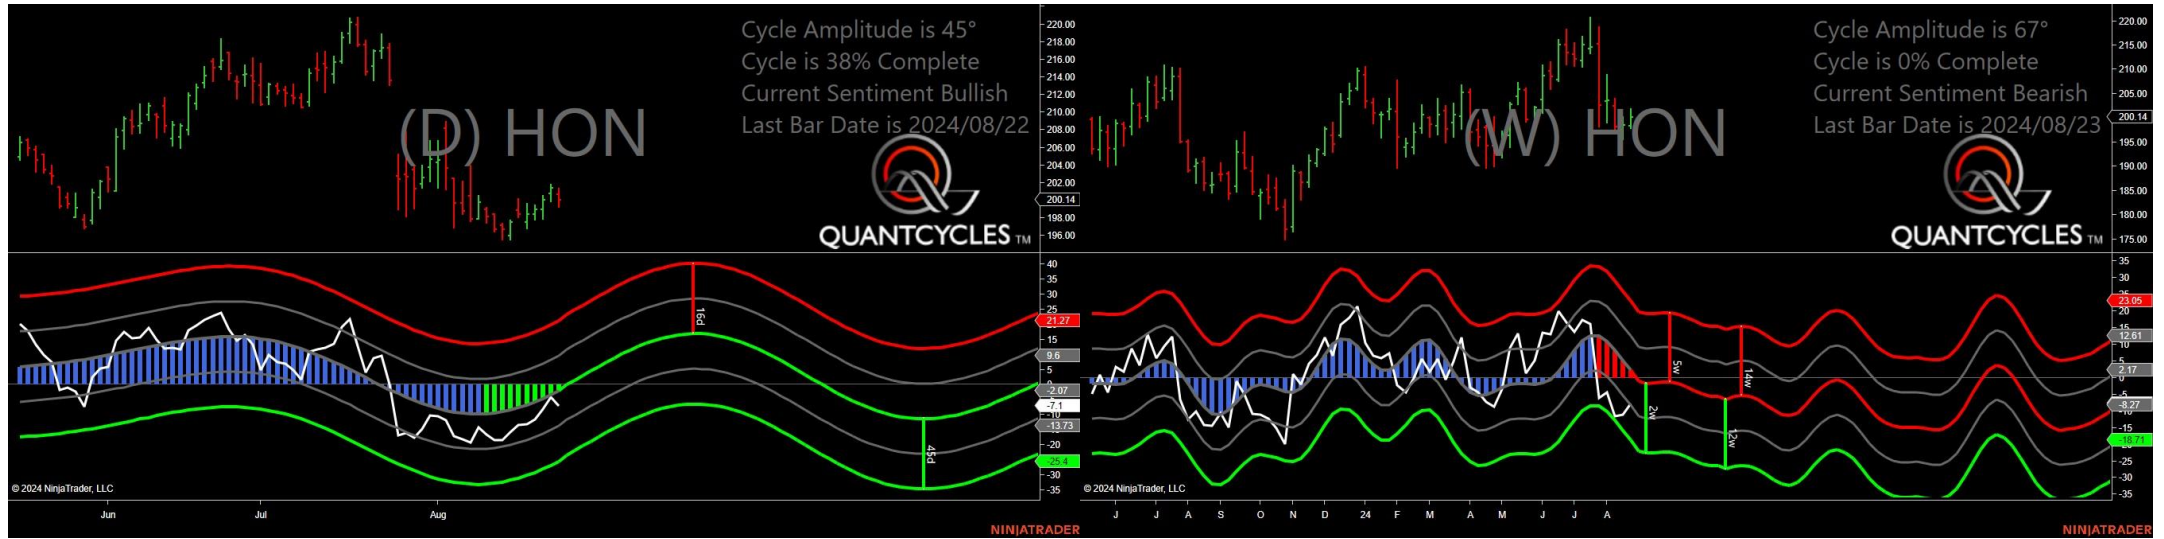 Cycle Amplitude is 45°
Cycle is 38% Complete
Current Sentiment Bullish
Last Bar Date is 2024/08/22
(D) HON
QUANTCYCLES TM
220.00
218.00
216.00
214.00
212.00
210.00
208.00
206.00
204.00
202.00
200.14
198.00
196.00
40
35
30
25
21.27
15
9.6
5
0
-2.07
-7.1
-10
-13.73
-20
-25.4
-30
-35
16d
45d
© 2024 NinjaTrader, LLC
Jun Jul Aug
NINJATRADER
Cycle Amplitude is 67°
Cycle is 0% Complete
Current Sentiment Bearish
Last Bar Date is 2024/08/23
(W) HON
QUANTCYCLES TM
220.00
215.00
210.00
205.00
200.14
195.00
190.00
185.00
180.00
175.00
35
30
23.05
20
15
12.61
10
5
2.17
0
-5
-8.27
-10
-15
-18.71
-25
-30
-35
5w
14w
2w
12w
© 2024 NinjaTrader, LLC
J J A S O N D 24 F M A M J J A
NINJATRADER